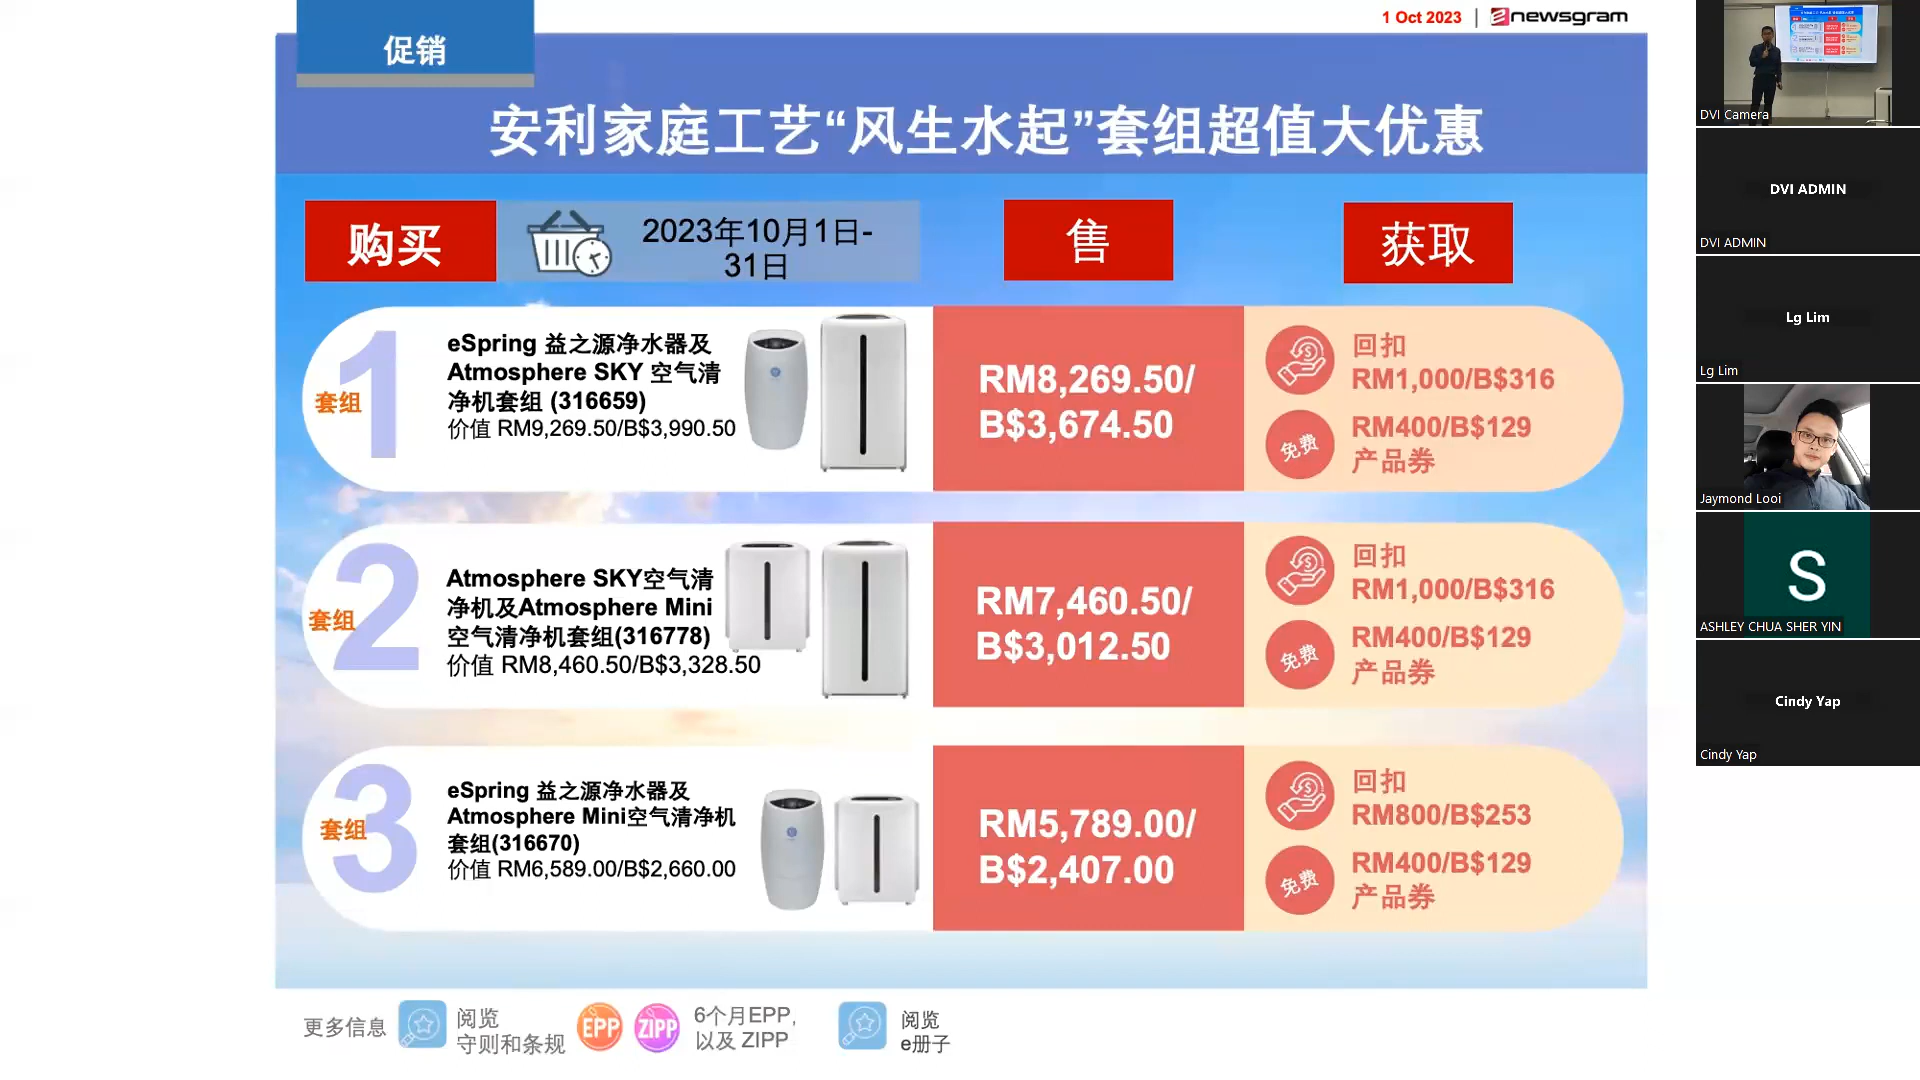 促销
1 Oct 2023 | enewsgram
安利家庭工艺“风生水起”套组超值大优惠
购买
2023年10月1日-
31日
售
获取
套组
1
eSpring 益之源净水器及
Atmosphere SKY 空气清
净机套组 (316659)
价值 RM9,269.50/B$3,990.50
RM8,269.50/
B$3,674.50
回扣
RM1,000/B$316
免费
RM400/B$129
产品券
套组
2
Atmosphere SKY空气清
净机及Atmosphere Mini
空气清净机套组(316778)
价值 RM8,460.50/B$3,328.50
RM7,460.50/
B$3,012.50
回扣
RM1,000/B$316
免费
RM400/B$129
产品券
套组
3
eSpring 益之源净水器及
Atmosphere Mini空气清净机
套组(316670)
价值 RM6,589.00/B$2,660.00
RM5,789.00/
B$2,407.00
回扣
RM800/B$253
免费
RM400/B$129
产品券
更多信息
阅览
守则和条规
EPP
ZIPP
6个月EPP,
以及 ZIPP
阅览
e册子
DVI Camera
DVI ADMIN
DVI ADMIN
Lg Lim
Lg Lim
Jaymond Looi
S
ASHLEY CHUA SHER YIN
Cindy Yap
Cindy Yap